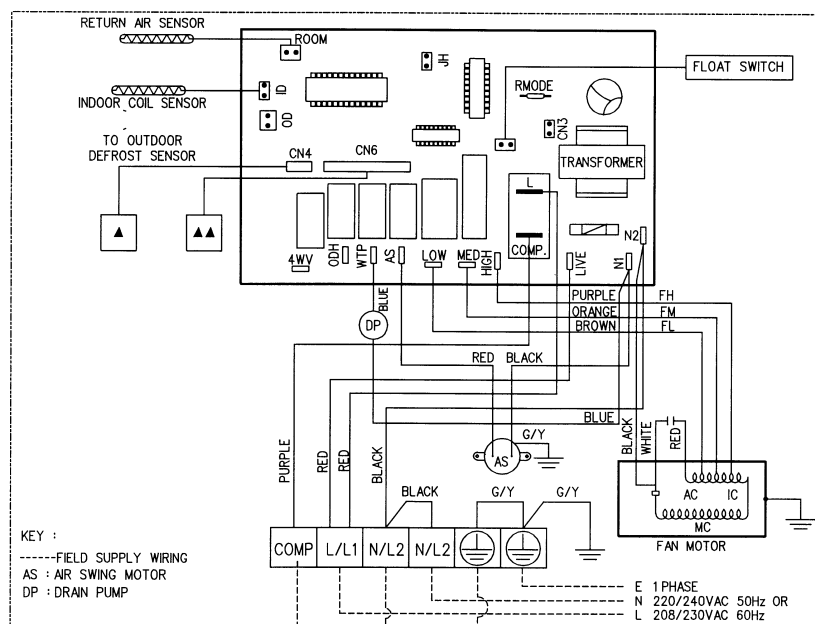 RETURN AIR SENSOR
ROOM
INDOOR COIL SENSOR
ID
OD
TO OUTDOOR
DEFROST SENSOR
CN4
CN6
JH
RMODE
CN3
FLOAT SWITCH
TRANSFORMER
L
COMP.
4WV
ODH
WTP
AS
LOW
MED
HIGH
LIVE
N1
N2
BLUE
DP
PURPLE FH
ORANGE FM
BROWN FL
RED
BLACK
BLUE
PURPLE
RED
RED
BLACK
G/Y
AS
BLACK
WHITE
RED
AC
IC
MC
FAN MOTOR
BLACK
G/Y
G/Y
COMP
L/L1
N/L2
N/L2
KEY :
------FIELD SUPPLY WIRING
AS : AIR SWING MOTOR
DP : DRAIN PUMP
E 1PHASE
N 220/240VAC 50Hz OR
L 208/230VAC 60Hz